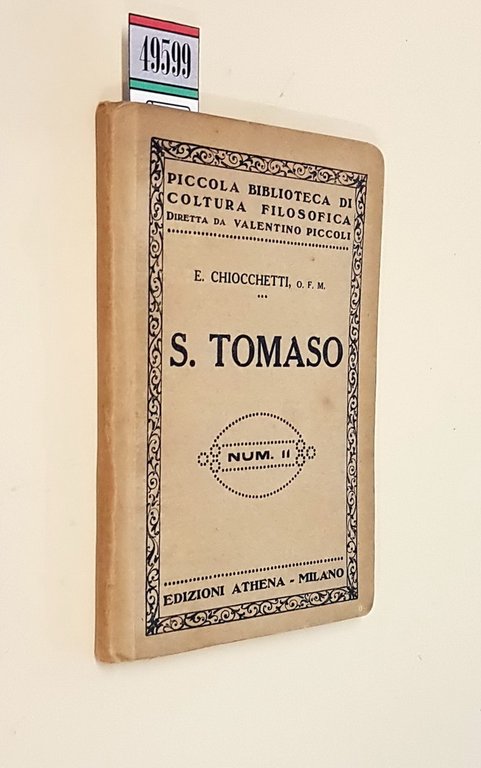 49599
PICCOLA BIBLIOTECA DI
COLTURA FILOSOFICA
DIRETTA DA VALENTINO PICCOLI
E. CHIOCCHETTI, O. F. M.
S. TOMASO
NUM. 11
EDIZIONI ATHENA - MILANO